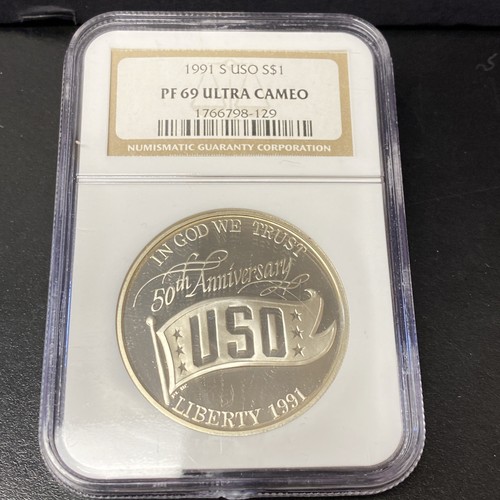 1991 S USO S$1
PF 69 ULTRA CAMEO
1766798-129
NUMISMATIC GUARANTY CORPORATION
IN GOD WE TRUST
50th Anniversary
USO
LIBERTY 1991